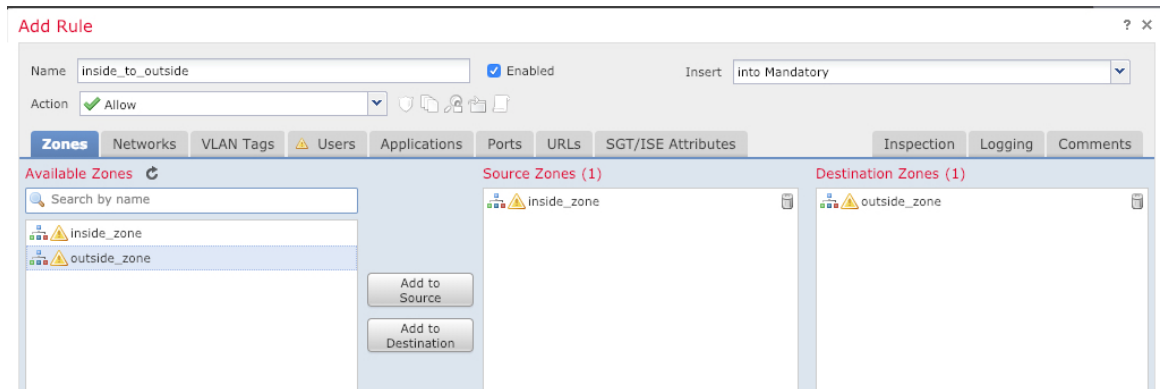 Add Rule ? ×
Name inside_to_outside Enabled Insert into Mandatory
Action Allow
Zones Networks VLAN Tags Users Applications Ports URLs SGT/ISE Attributes Inspection Logging Comments
Available Zones Source Zones (1) Destination Zones (1)
Search by name inside_zone outside_zone
inside_zone
outside_zone
Add to
Source
Add to
Destination